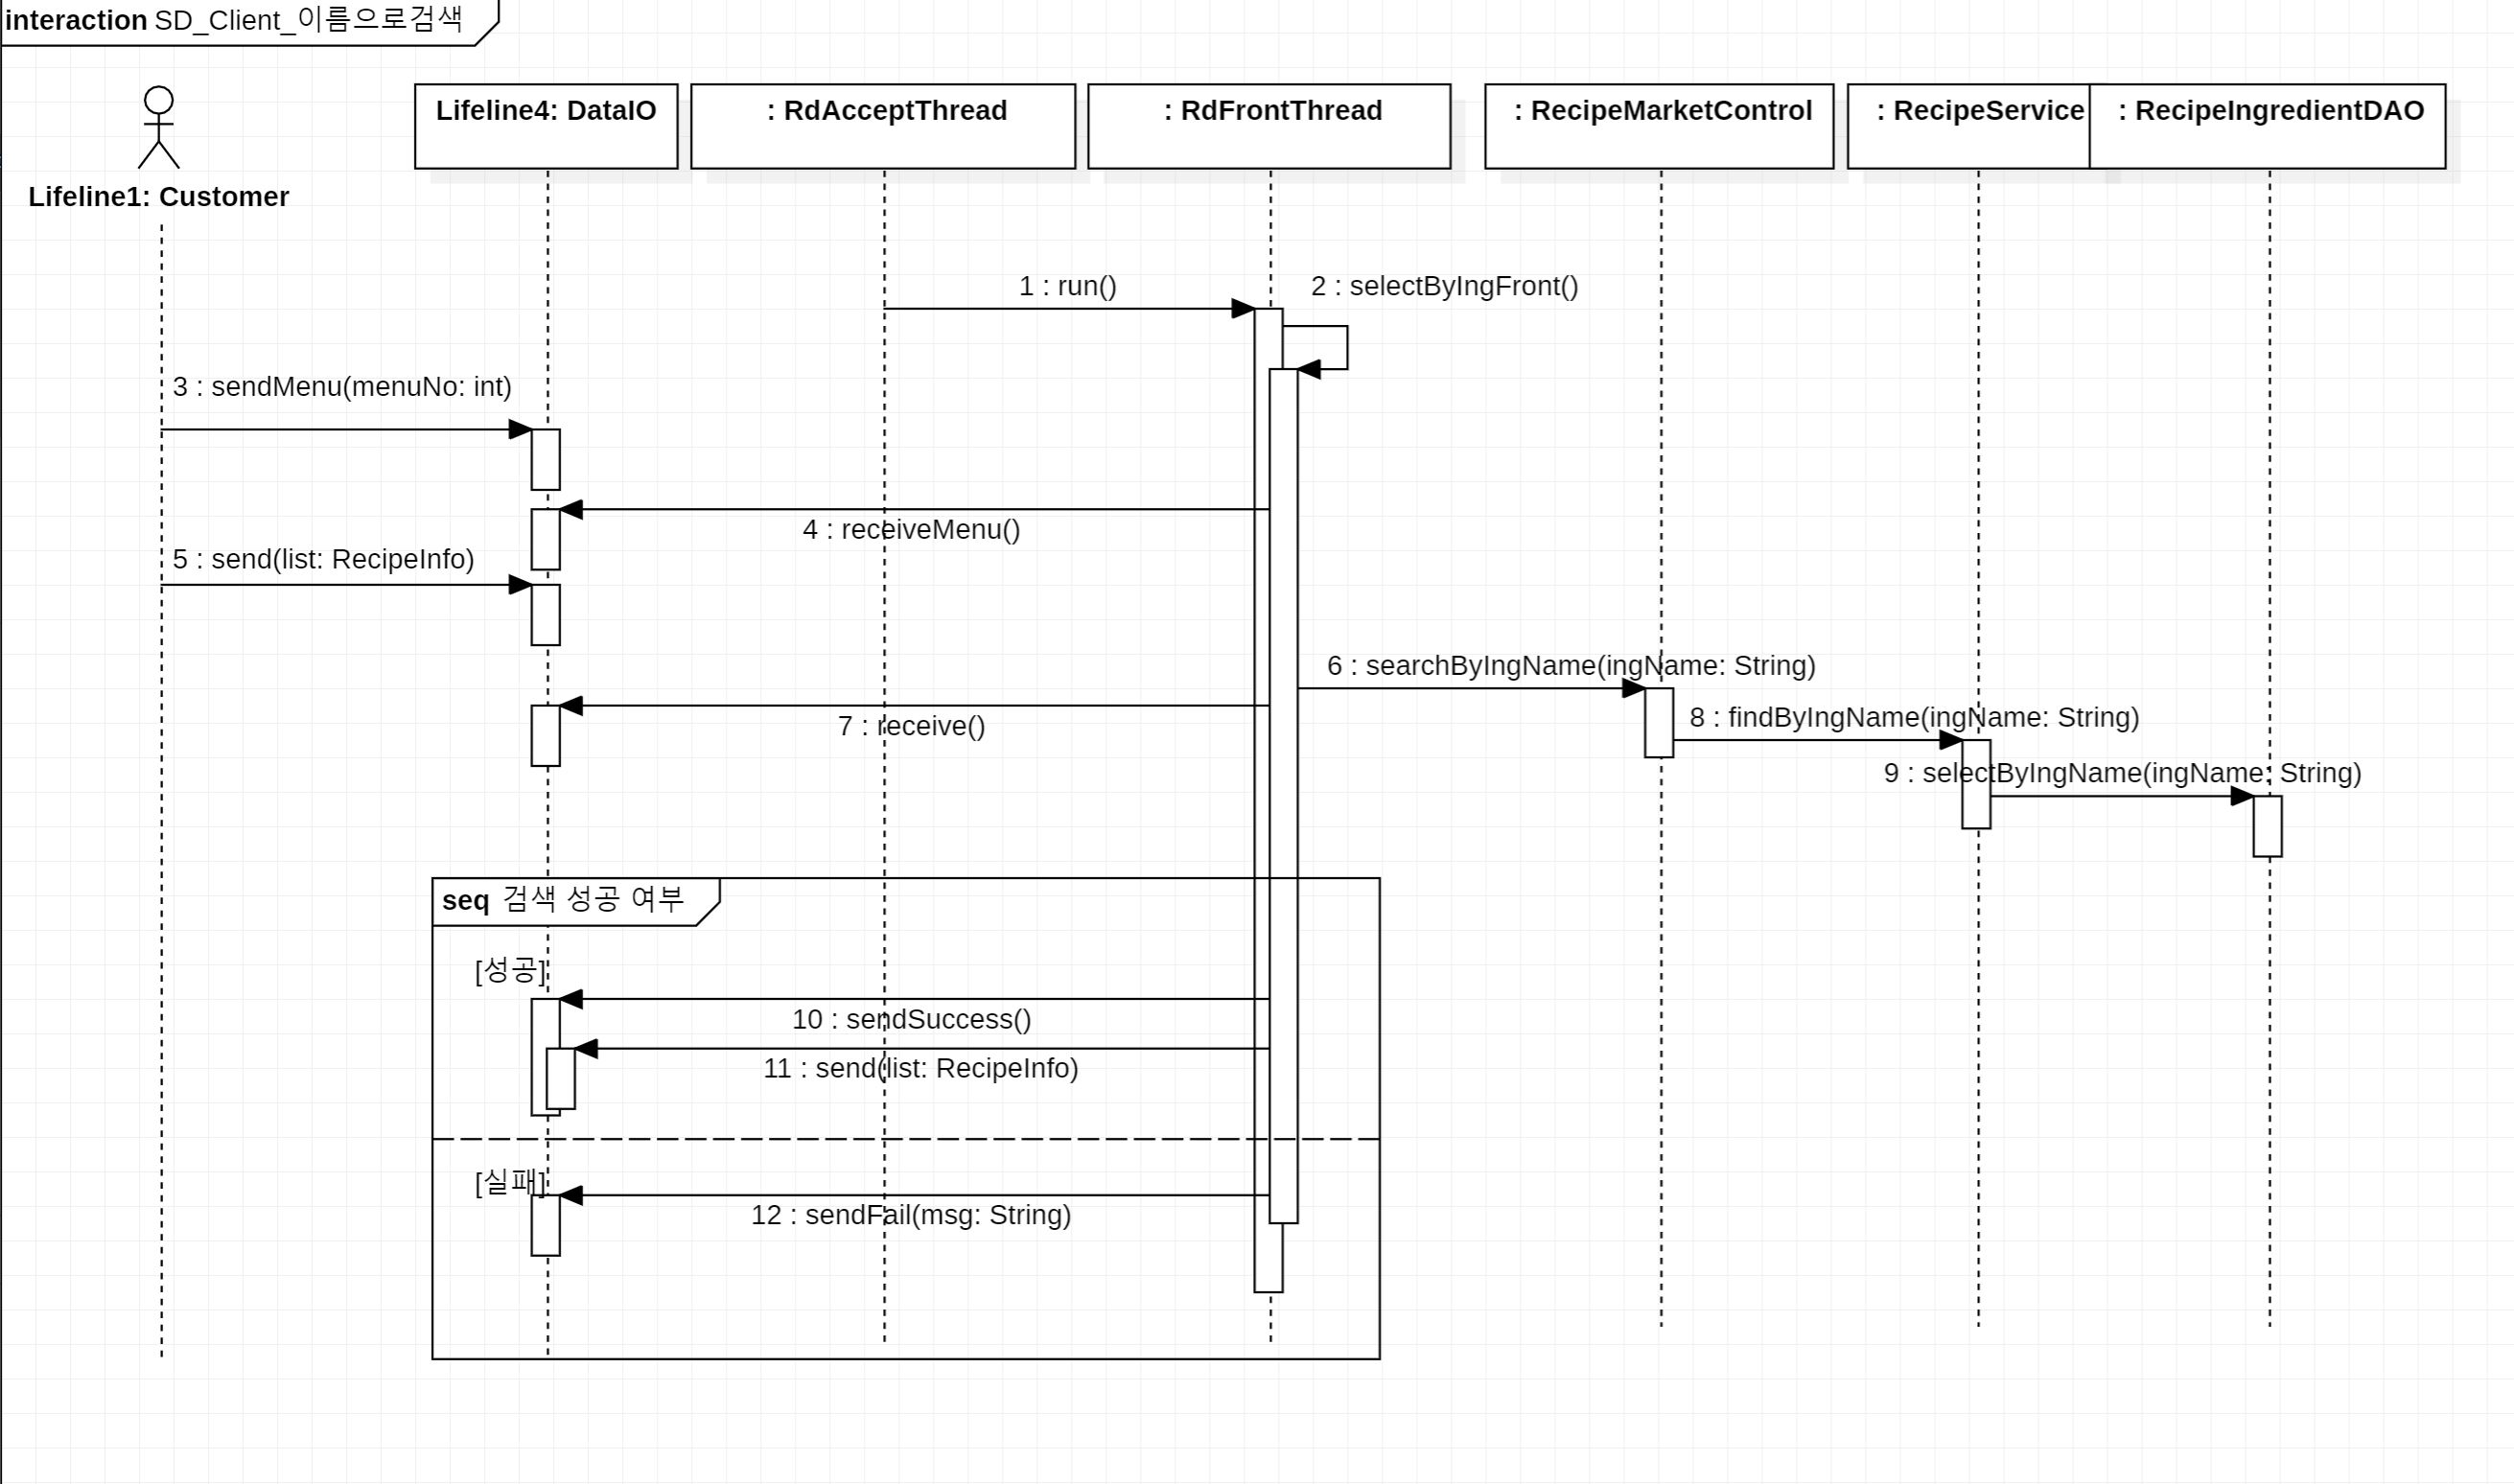 interaction SD_Client_이름으로검색
Lifeline1: Customer
Lifeline4: DataIO
: RdAcceptThread
: RdFrontThread
: RecipeMarketControl
: RecipeService
: RecipeIngredientDAO
1 : run()
2 : selectByIngFront()
3 : sendMenu(menuNo: int)
4 : receiveMenu()
5 : send(list: RecipeInfo)
6 : searchByIngName(ingName: String)
7 : receive()
8 : findByIngName(ingName: String)
9 : selectByIngName(ingName: String)
seq 검색 성공 여부
[성공]
10 : sendSuccess()
11 : send(list: RecipeInfo)
[실패]
12 : sendFail(msg: String)